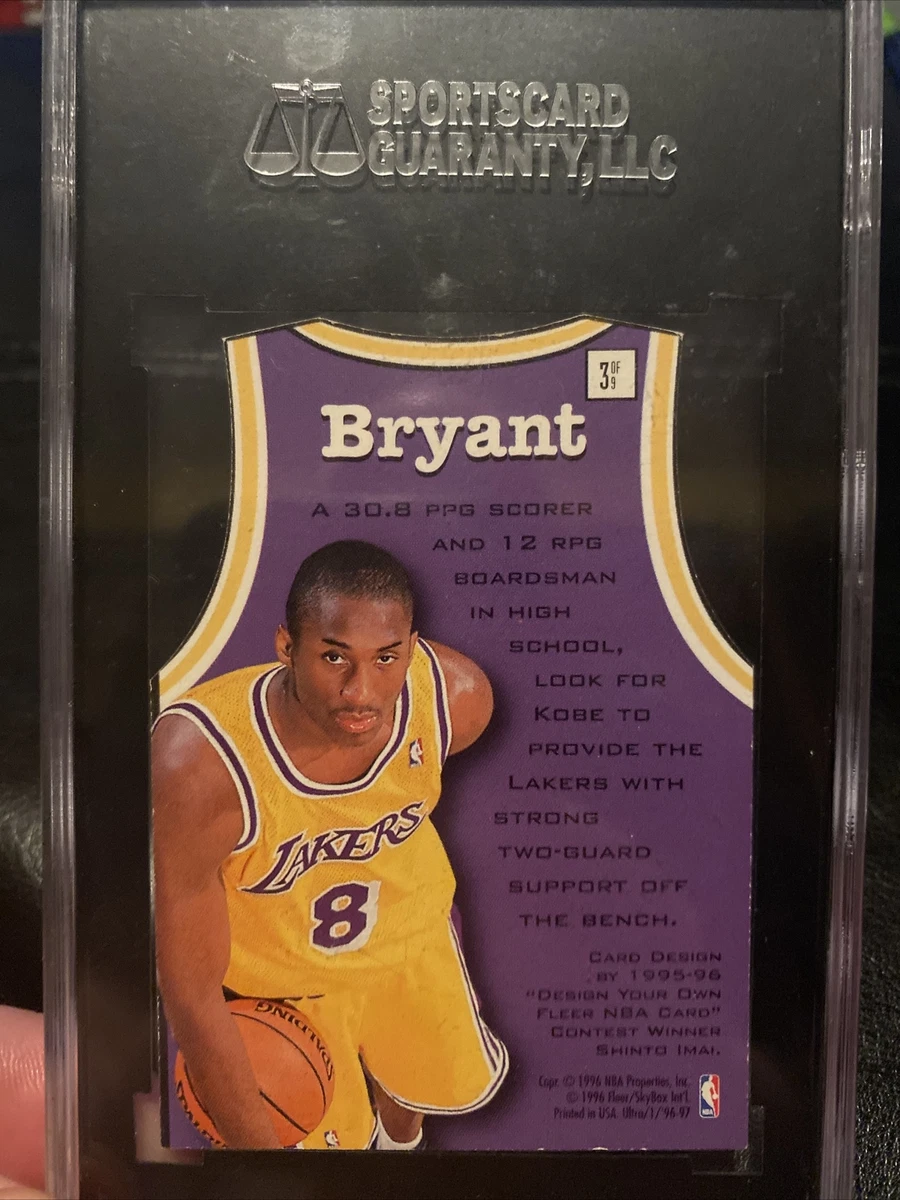 SPORTSCARD
GUARANTY, LLC
3 OF 9
Bryant
A 30.8 PPG SCORER
AND 12 RPG
BOARDSMAN
IN HIGH
SCHOOL,
LOOK FOR
KOBE TO
PROVIDE THE
LAKERS WITH
STRONG
TWO-GUARD
SUPPORT OFF
THE BENCH.
LAKERS
8
SPALDING
CARD DESIGN
BY 1995-96
"DESIGN YOUR OWN
FLEER NBA CARD"
CONTEST WINNER
SHINTO IMAI.
Copr. © 1996 NBA Properties, Inc.
© 1996 Fleer/SkyBox Int'l.
Printed in USA Ultra/1/'96-97
NBA